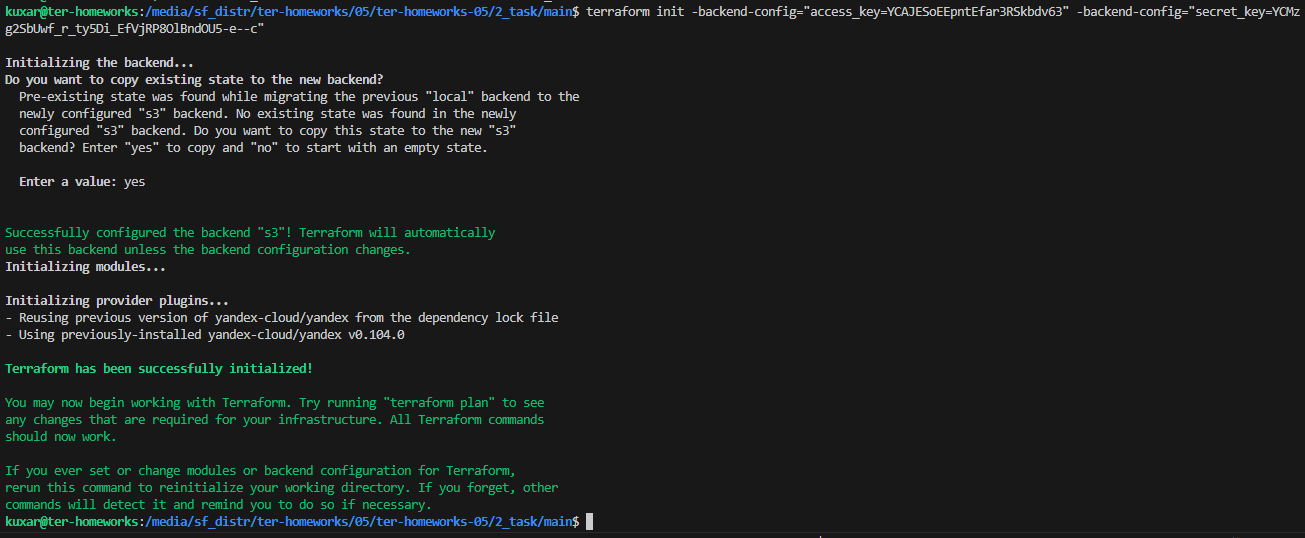 kuxar@ter-homeworks:/media/sf_distr/ter-homeworks/05/ter-homeworks-05/2_task/main$ terraform init -backend-config="access_key=YCAJESoEEpntEfar3RSkbdv63" -backend-config="secret_key=YCMz
g2SbUwf_r_ty5Di_EfVjRP8OlBndOU5-e--c"
Initializing the backend...
Do you want to copy existing state to the new backend?
Pre-existing state was found while migrating the previous "local" backend to the
newly configured "s3" backend. No existing state was found in the newly
configured "s3" backend. Do you want to copy this state to the new "s3"
backend? Enter "yes" to copy and "no" to start with an empty state.
Enter a value: yes
Successfully configured the backend "s3"! Terraform will automatically
use this backend unless the backend configuration changes.
Initializing modules...
Initializing provider plugins...
- Reusing previous version of yandex-cloud/yandex from the dependency lock file
- Using previously-installed yandex-cloud/yandex v0.104.0
Terraform has been successfully initialized!
You may now begin working with Terraform. Try running "terraform plan" to see
any changes that are required for your infrastructure. All Terraform commands
should now work.
If you ever set or change modules or backend configuration for Terraform,
rerun this command to reinitialize your working directory. If you forget, other
commands will detect it and remind you to do so if necessary.
kuxar@ter-homeworks:/media/sf_distr/ter-homeworks/05/ter-homeworks-05/2_task/main$